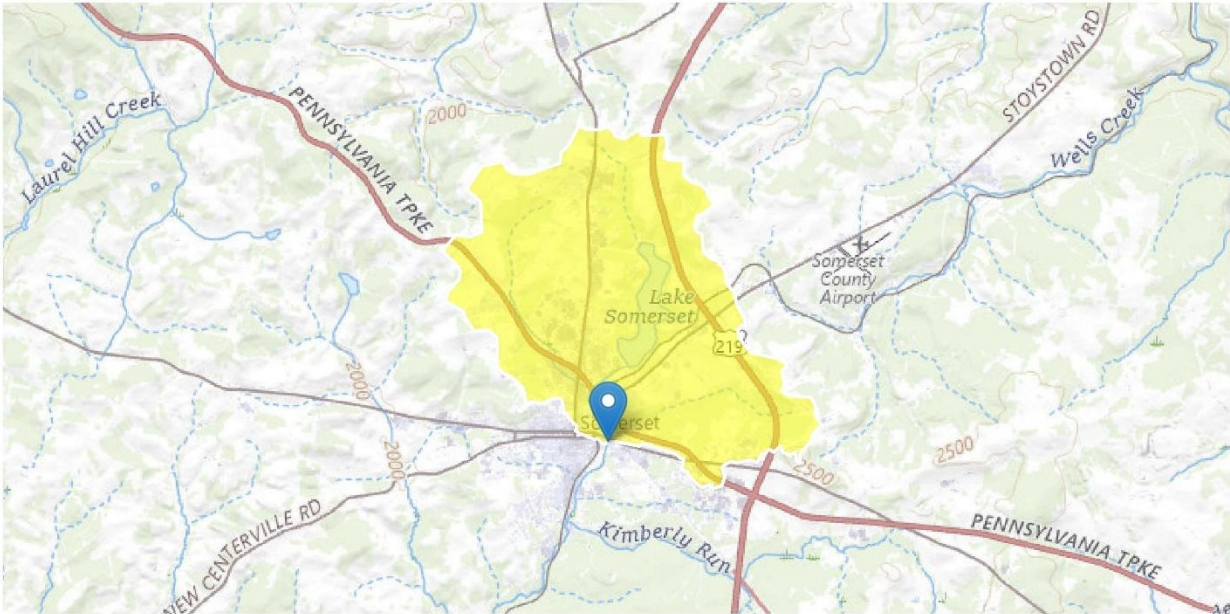 STOYSTOWN RD
Laurel Hill Creek
PENNSYLVANIA TPKE
2000
Wells Creek
Somerset
County
Airport
Lake
Somerset
219
2000
Somerset
2000
2500
2500
NEW CENTERVILLE RD
Kimberly Run
PENNSYLVANIA TPKE